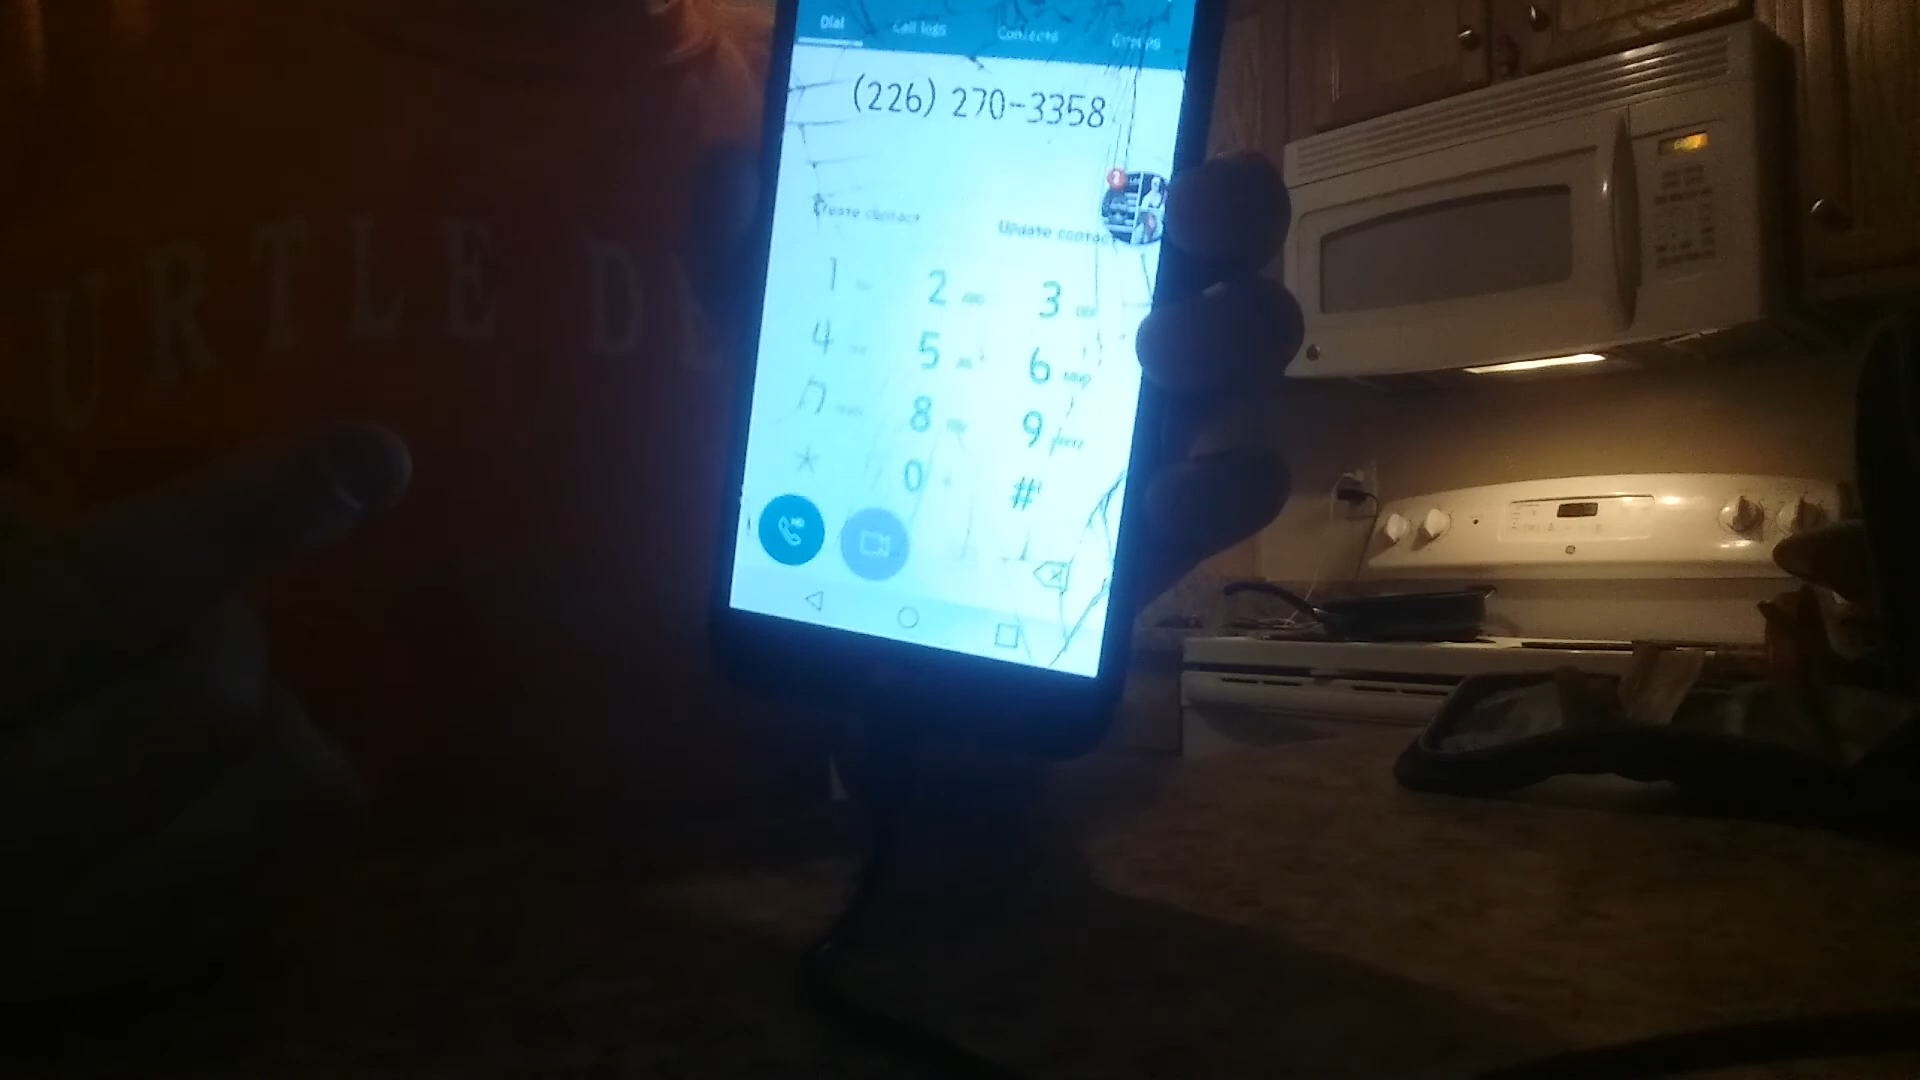 URTLE DE
Dial Call logs Contacts Groups
(226) 270-3358
Create contact Update contact
1 2 3
4 5 6
7 8 9
* 0 #